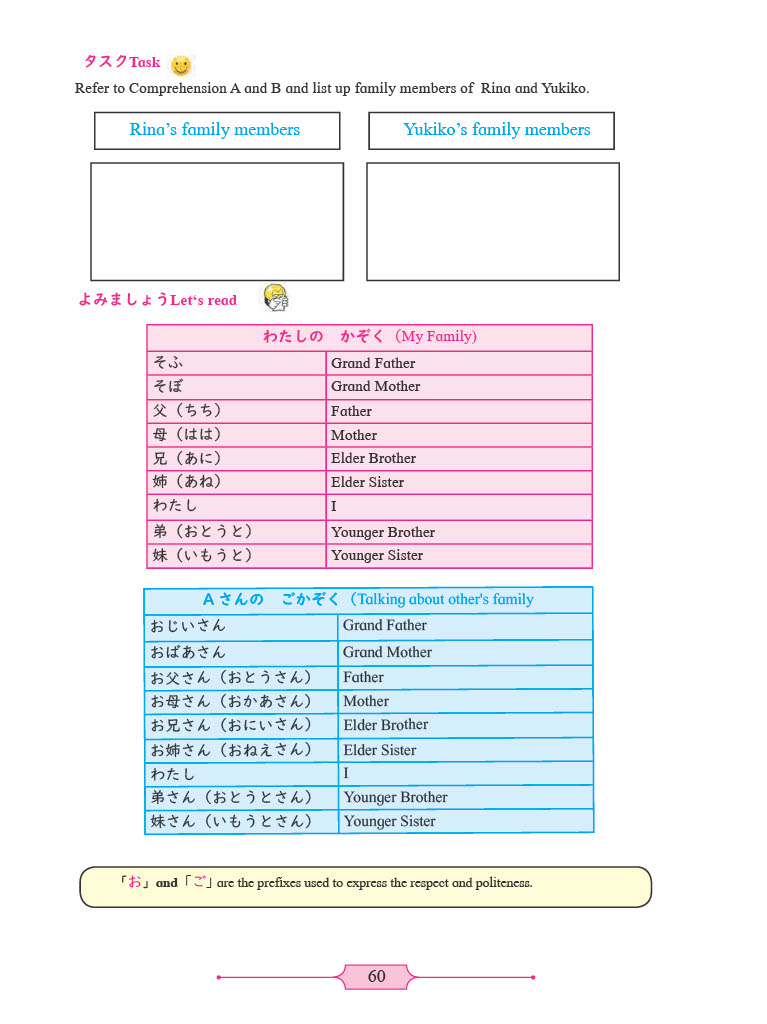 タスクTask
Refer to Comprehension A and B and list up family members of Rina and Yukiko.
Rina’s family members
Yukiko’s family members
よみましょうLet‘s read
わたしの かぞく（My Family)
そふ Grand Father
そぼ Grand Mother
父（ちち） Father
母（はは） Mother
兄（あに） Elder Brother
姉（あね） Elder Sister
わたし I
弟（おとうと） Younger Brother
妹（いもうと） Younger Sister
Aさんの ごかぞく（Talking about other's family
おじいさん Grand Father
おばあさん Grand Mother
お父さん（おとうさん） Father
お母さん（おかあさん） Mother
お兄さん（おにいさん） Elder Brother
お姉さん（おねえさん） Elder Sister
わたし I
弟さん（おとうとさん） Younger Brother
妹さん（いもうとさん） Younger Sister
「お」and「ご」are the prefixes used to express the respect and politeness.
60